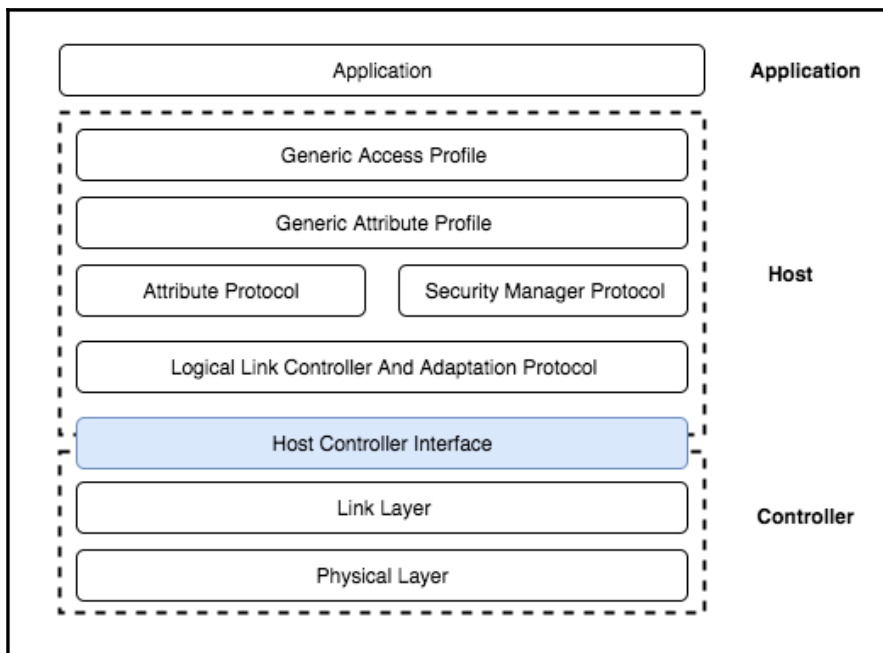 Application
Application
Generic Access Profile
Generic Attribute Profile
Host
Attribute Protocol
Security Manager Protocol
Logical Link Controller And Adaptation Protocol
Host Controller Interface
Link Layer
Controller
Physical Layer